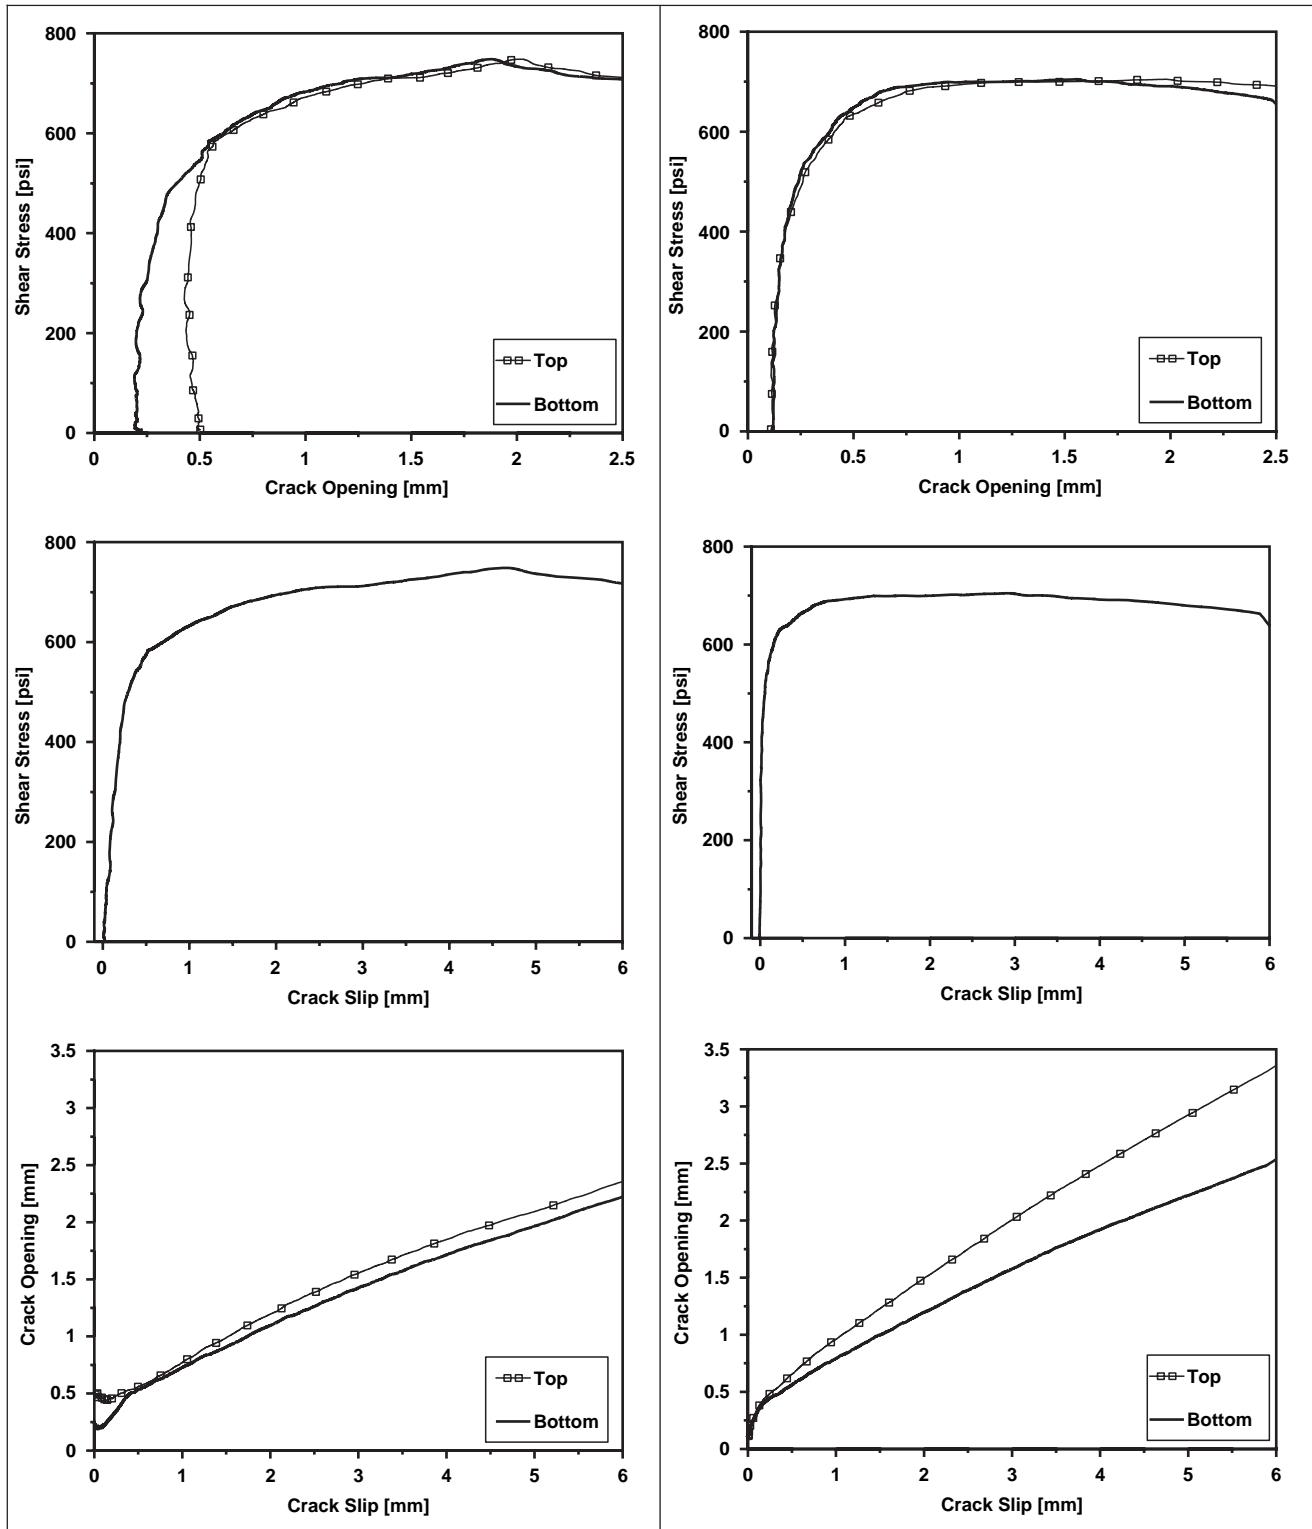 800
600
400
200
0
Shear Stress [psi]
Top
Bottom
0 0.5 1 1.5 2 2.5
Crack Opening [mm]
800
600
400
200
0
Shear Stress [psi]
Top
Bottom
0 0.5 1 1.5 2 2.5
Crack Opening [mm]
800
600
400
200
0
Shear Stress [psi]
0 1 2 3 4 5 6
Crack Slip [mm]
800
600
400
200
0
Shear Stress [psi]
0 1 2 3 4 5 6
Crack Slip [mm]
3.5
3
2.5
2
1.5
1
0.5
0
Crack Opening [mm]
Top
Bottom
0 1 2 3 4 5 6
Crack Slip [mm]
3.5
3
2.5
2
1.5
1
0.5
0
Crack Opening [mm]
Top
Bottom
0 1 2 3 4 5 6
Crack Slip [mm]